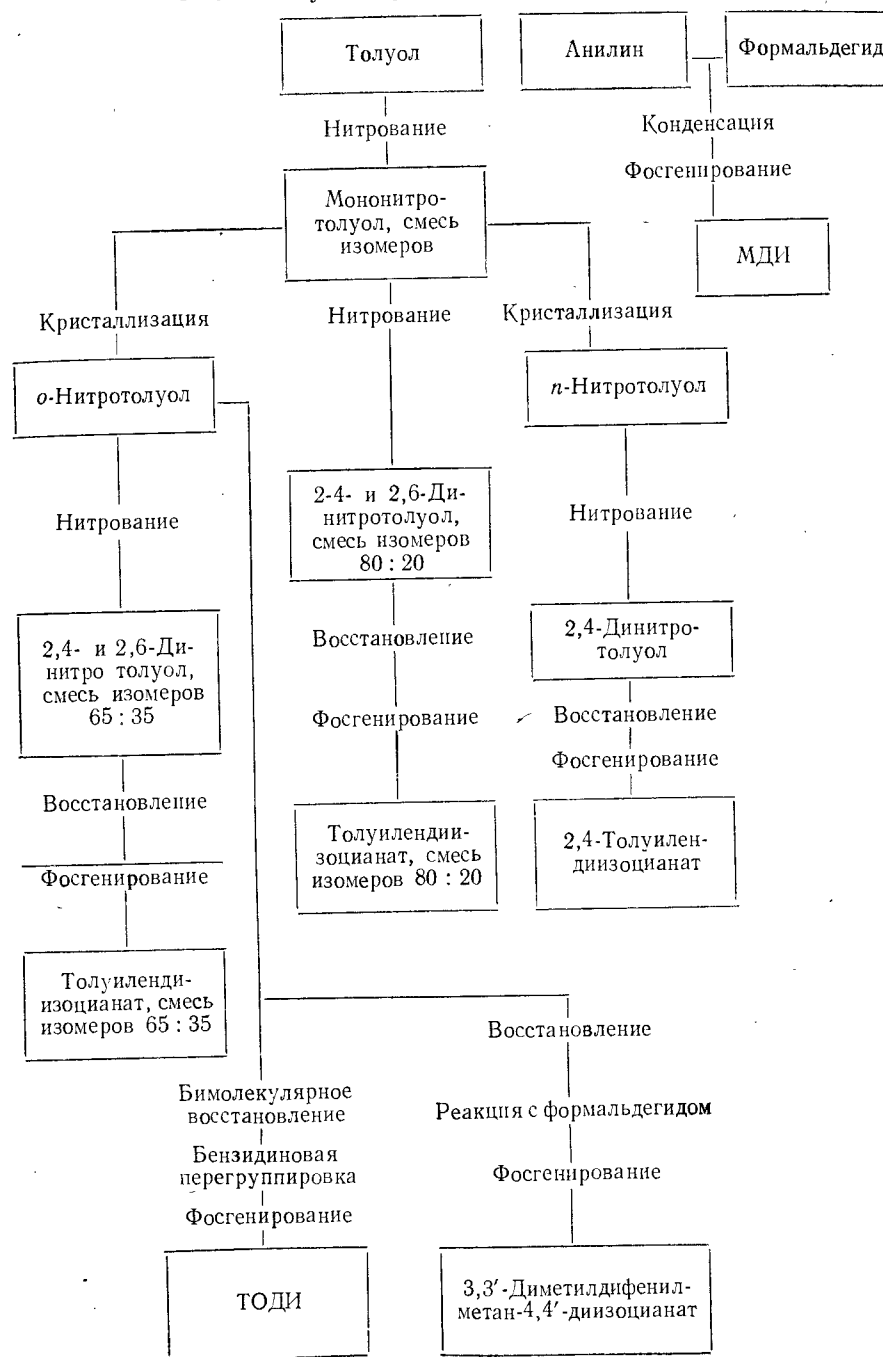 Толуол
Анилин
Формальдегид
Нитрование
Конденсация
Фосгенирование
Мононитро-
толуол, смесь
изомеров
МДИ
Кристаллизация
Нитрование
Кристаллизация
о-Нитротолуол
п-Нитротолуол
Нитрование
2-4- и 2,6-Ди-
нитротолуол,
смесь изомеров
80 : 20
Нитрование
2,4- и 2,6-Ди-
нитро толуол,
смесь изомеров
65 : 35
Восстановление
Фосгенирование
2,4-Динитро-
толуол
Восстановление
Фосгенирование
Восстановление
Фосгенирование
Толуилендии-
зоцианат, смесь
изомеров 80 : 20
2,4-Толуилен-
диизоцианат
Толуиленди-
изоцианат, смесь
изомеров 65 : 35
Восстановление
Бимолекулярное
восстановление
Реакция с формальдегидом
Бензидиновая
перегруппировка
Фосгенирование
Фосгенирование
ТОДИ
3,3′-Диметилдифенил-
метан-4,4′-диизоцианат